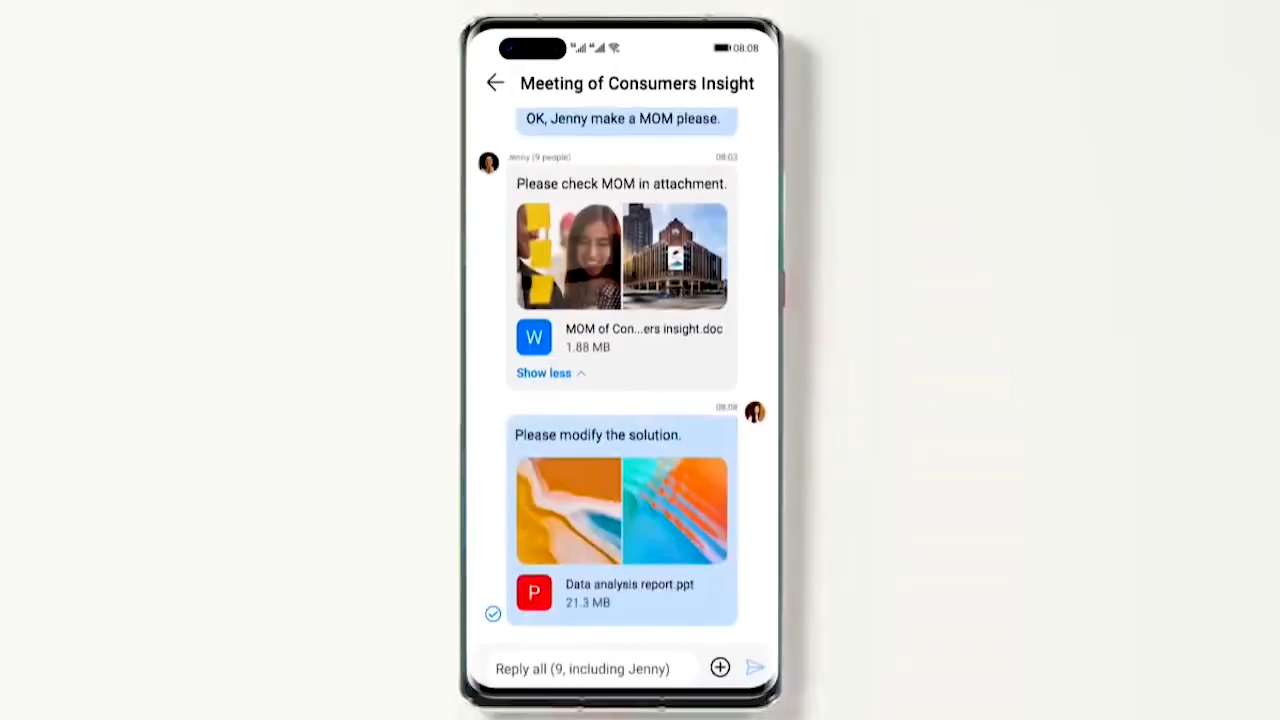 08:08
Meeting of Consumers Insight
OK, Jenny make a MOM please.
Jenny (9 people)
08:03
Please check MOM in attachment.
W
MOM of Con...ers insight.doc
1.88 MB
Show less
08:08
Please modify the solution.
P
Data analysis report.ppt
21.3 MB
Reply all (9, including Jenny)